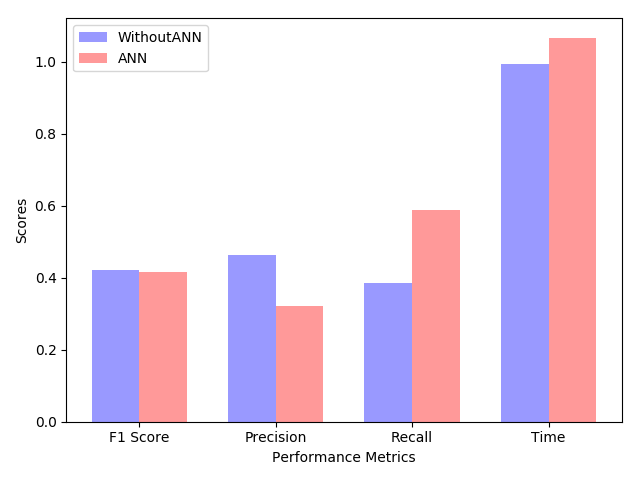 WithoutANN
ANN
1.0
0.8
0.6
0.4
0.2
0.0
Scores
F1 Score Precision Recall Time
Performance Metrics